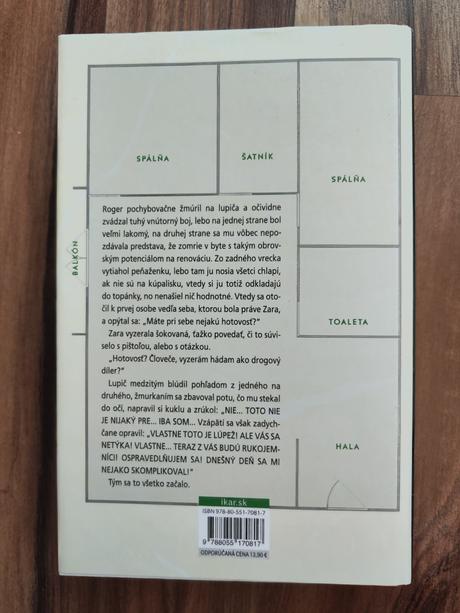 SPÁLŇA
ŠATNÍK
SPÁLŇA
BALKÓN
Roger pochybovačne žmúril na lupiča a očividne
zvádzal tuhý vnútorný boj, lebo na jednej strane bol
veľmi lakomý, na druhej strane sa mu vôbec nepo-
zdávala predstava, že zomrie v byte s takým obrov-
ským potenciálom na renováciu. Zo zadného vrecka
vytiahol peňaženku, lebo tam ju nosia všetci chlapi,
ak nie sú na kúpalisku, vtedy si ju totiž odkladajú
do topánky, no nenašiel nič hodnotné. Vtedy sa oto-
čil k prvej osobe vedľa seba, ktorou bola práve Zara,
a opýtal sa: „Máte pri sebe nejakú hotovosť?“
Zara vyzerala šokovaná, ťažko povedať, či to súvi-
selo s pištoľou, alebo s otázkou.
„Hotovosť? Človeče, vyzerám hádam ako drogový
díler?“
Lupič medzitým blúdil pohľadom z jedného na
druhého, žmurkaním sa zbavoval potu, čo mu stekal
do očí, napravil si kuklu a zrúkol: „NIE... TOTO NIE
JE NIJAKÝ PRE... IBA SOM... Vzápätí sa však zadych-
čane opravil: „VLASTNE TOTO JE LÚPEŽ! ALE VÁS SA
NETÝKA! VLASTNE... TERAZ Z VÁS BUDÚ RUKOJEM-
NÍCI! OSPRAVEDLŇUJEM SA! DNEŠNÝ DEŇ SA MI
NEJAKO SKOMPLIKOVAL!“
Tým sa to všetko začalo.
TOALETA
HALA
ikar.sk
ISBN 978-80-551-7081-7
9 788055 170817
ODPORÚČANÁ CENA 13,90 €